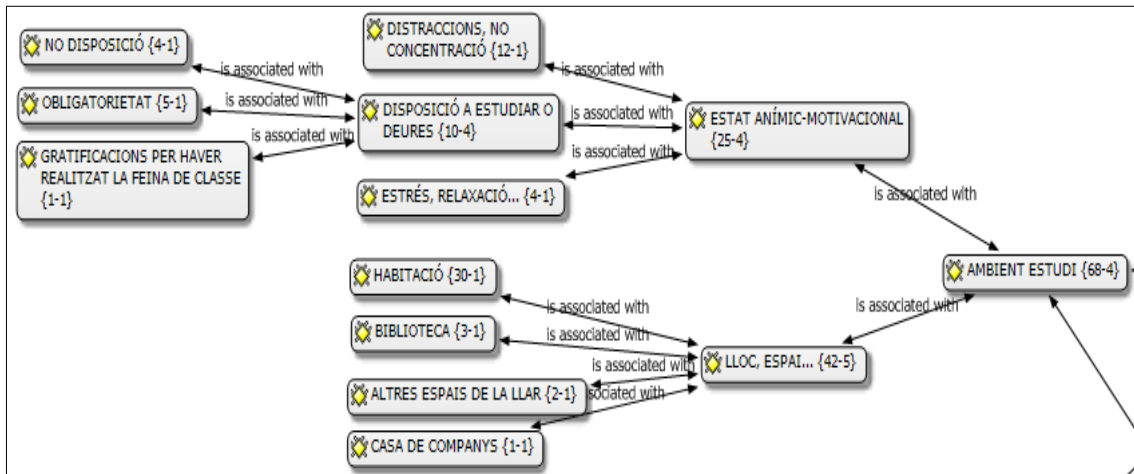 NO DISPOSICIÓ {4-1}
OBLIGATORIETAT {5-1}
GRATIFICACIONS PER HAVER
REALITZAT LA FEINA DE CLASSE
{1-1}
is associated with
is associated with
is associated with
DISTRACCIONS, NO
CONCENTRACIÓ {12-1}
DISPOSICIÓ A ESTUDIAR O
DEURES {10-4}
ESTRÉS, RELAXACIÓ... {4-1}
is associated with
is associated with
is associated with
ESTAT ANÍMIC-MOTIVACIONAL
{25-4}
is associated with
HABITACIÓ {30-1}
BIBLIOTECA {3-1}
ALTRES ESPAIS DE LA LLAR {2-1}
CASA DE COMPANYS {1-1}
is associated with
is associated with
is associated with
sociated with
LLOC, ESPAI... {42-5}
is associated with
AMBIENT ESTUDI {68-4}